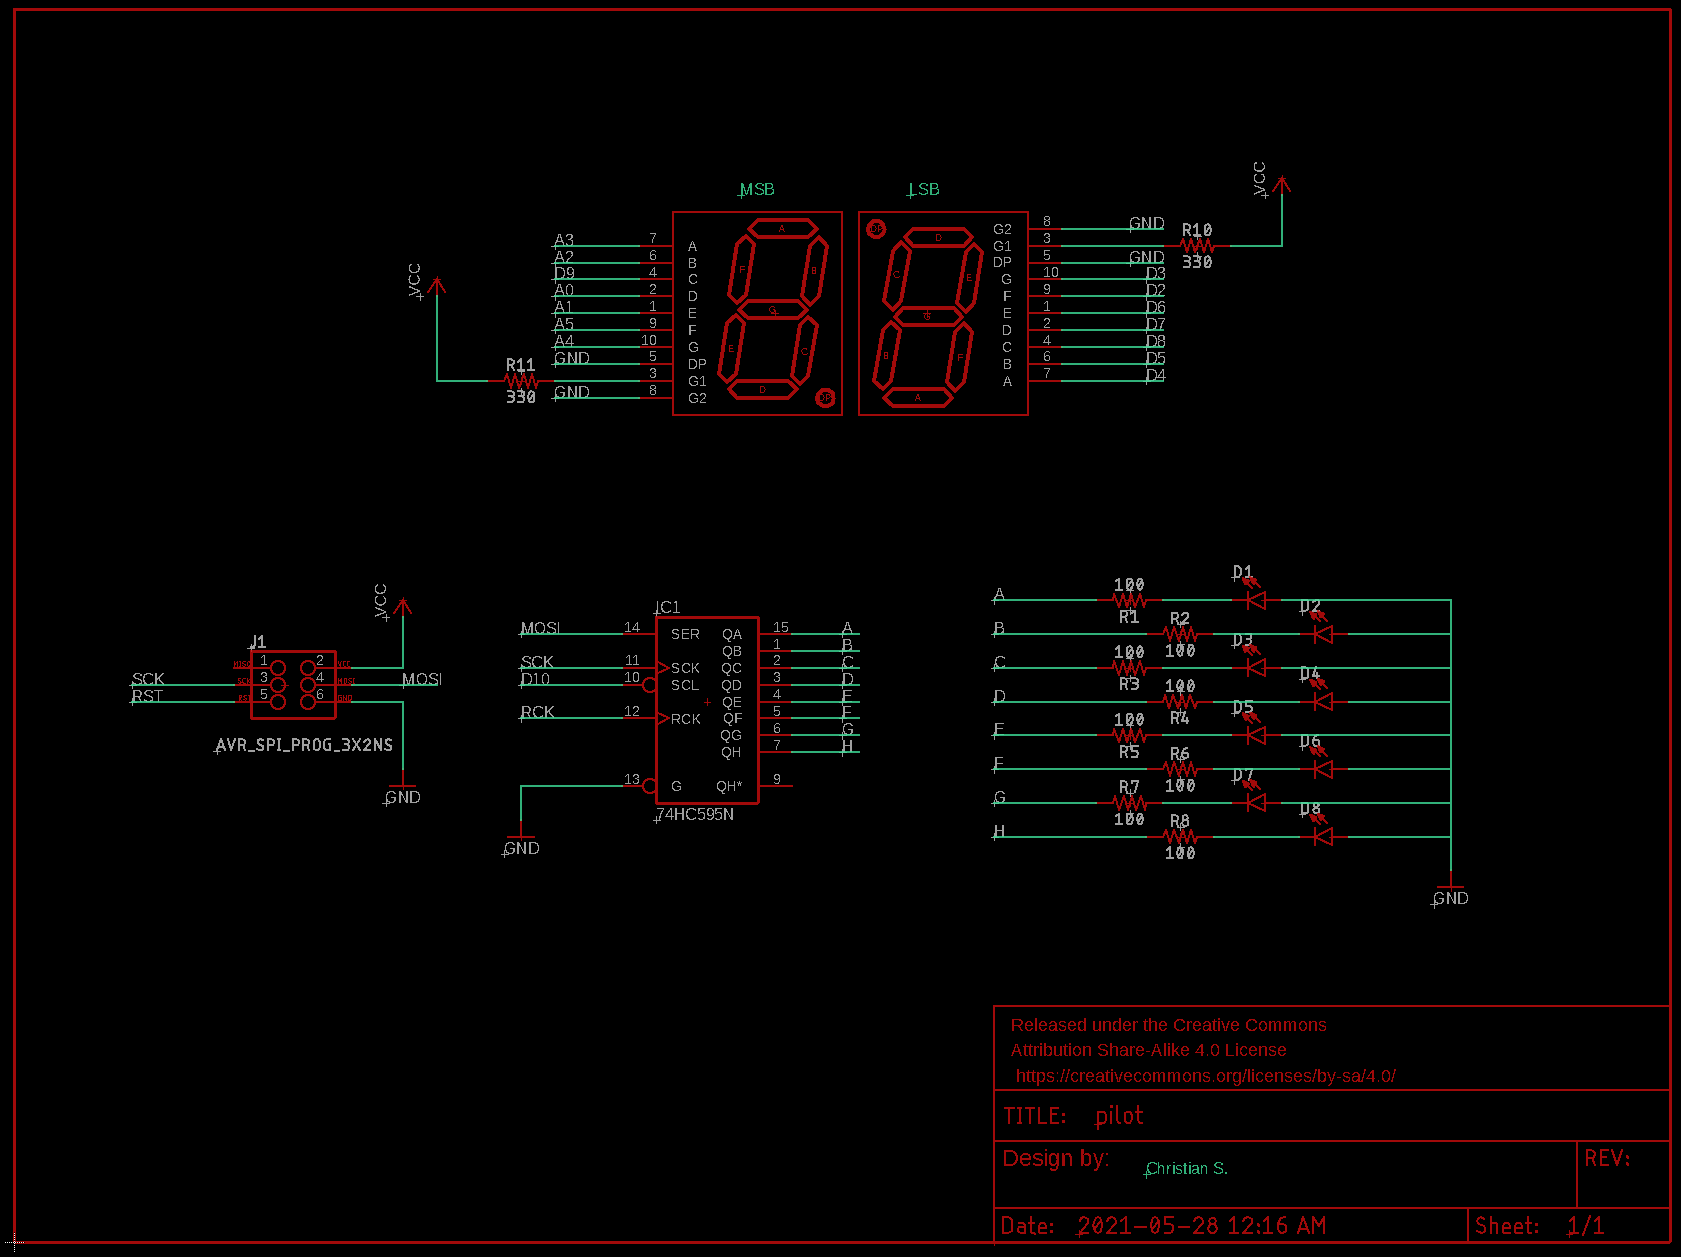 MSB
LSB
VCC
A3 7 A
A2 6 B
D9 4 C
A0 2 D
A1 1 E
A5 9 F
A4 10 G
GND 5 DP
3 G1
GND 8 G2
VCC
R11
330
A
F
B
G
E
C
D
DP
DP
D
C
E
G
B
F
A
G2 8 GND
G1 3
DP 5 GND
G 10 D3
F 9 D2
E 1 D6
D 2 D7
C 4 D8
B 6 D5
A 7 D4
R10
330
VCC
VCC
J1
MISO 1 2 VCC
SCK SCK 3 4 MOSI MOSI
RST RST 5 6 GND
AVR_SPI_PROG_3X2NS
GND
IC1
MOSI 14 SER QA 15 A
QB 1 B
SCK 11 SCK QC 2 C
D10 10 SCL QD 3 D
QE 4 E
RCK 12 RCK QF 5 F
QG 6 G
QH 7 H
13 G QH* 9
74HC595N
GND
A 100 R1 D1
B R2 100 D2
C 100 R3 D3
D 100 R4 D4
E 100 R5 D5
F R6 100 D6
G R7 100 D7
H R8 100 D8
GND
Released under the Creative Commons
Attribution Share-Alike 4.0 License
https://creativecommons.org/licenses/by-sa/4.0/
TITLE: pilot
Design by: Christian S.
REV:
Date: 2021-05-28 12:16 AM
Sheet: 1/1